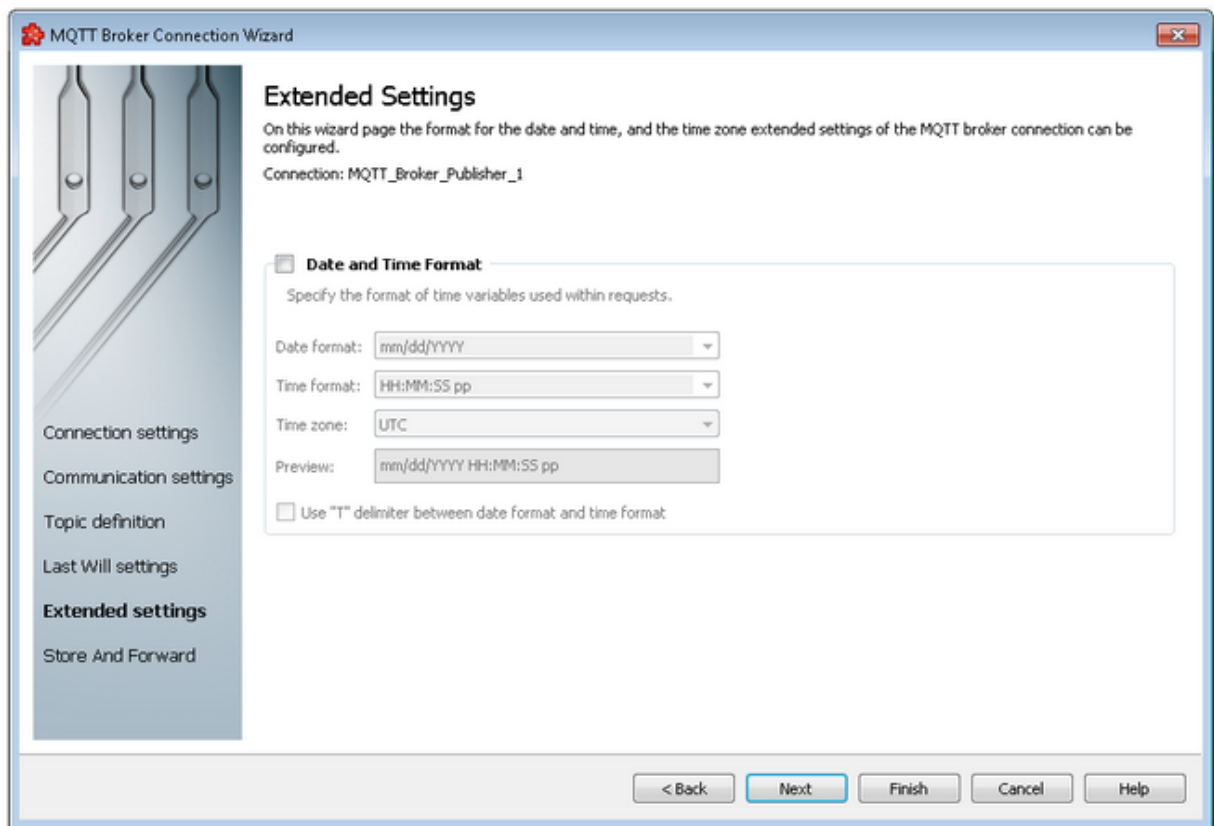 MQTT Broker Connection Wizard
Extended Settings
On this wizard page the format for the date and time, and the time zone extended settings of the MQTT broker connection can be
configured.
Connection: MQTT_Broker_Publisher_1
Date and Time Format
Specify the format of time variables used within requests.
Date format: mm/dd/YYYY
Time format: HH:MM:SS pp
Time zone: UTC
Preview: mm/dd/YYYY HH:MM:SS pp
Use "T" delimiter between date format and time format
Connection settings
Communication settings
Topic definition
Last Will settings
Extended settings
Store And Forward
< Back Next Finish Cancel Help